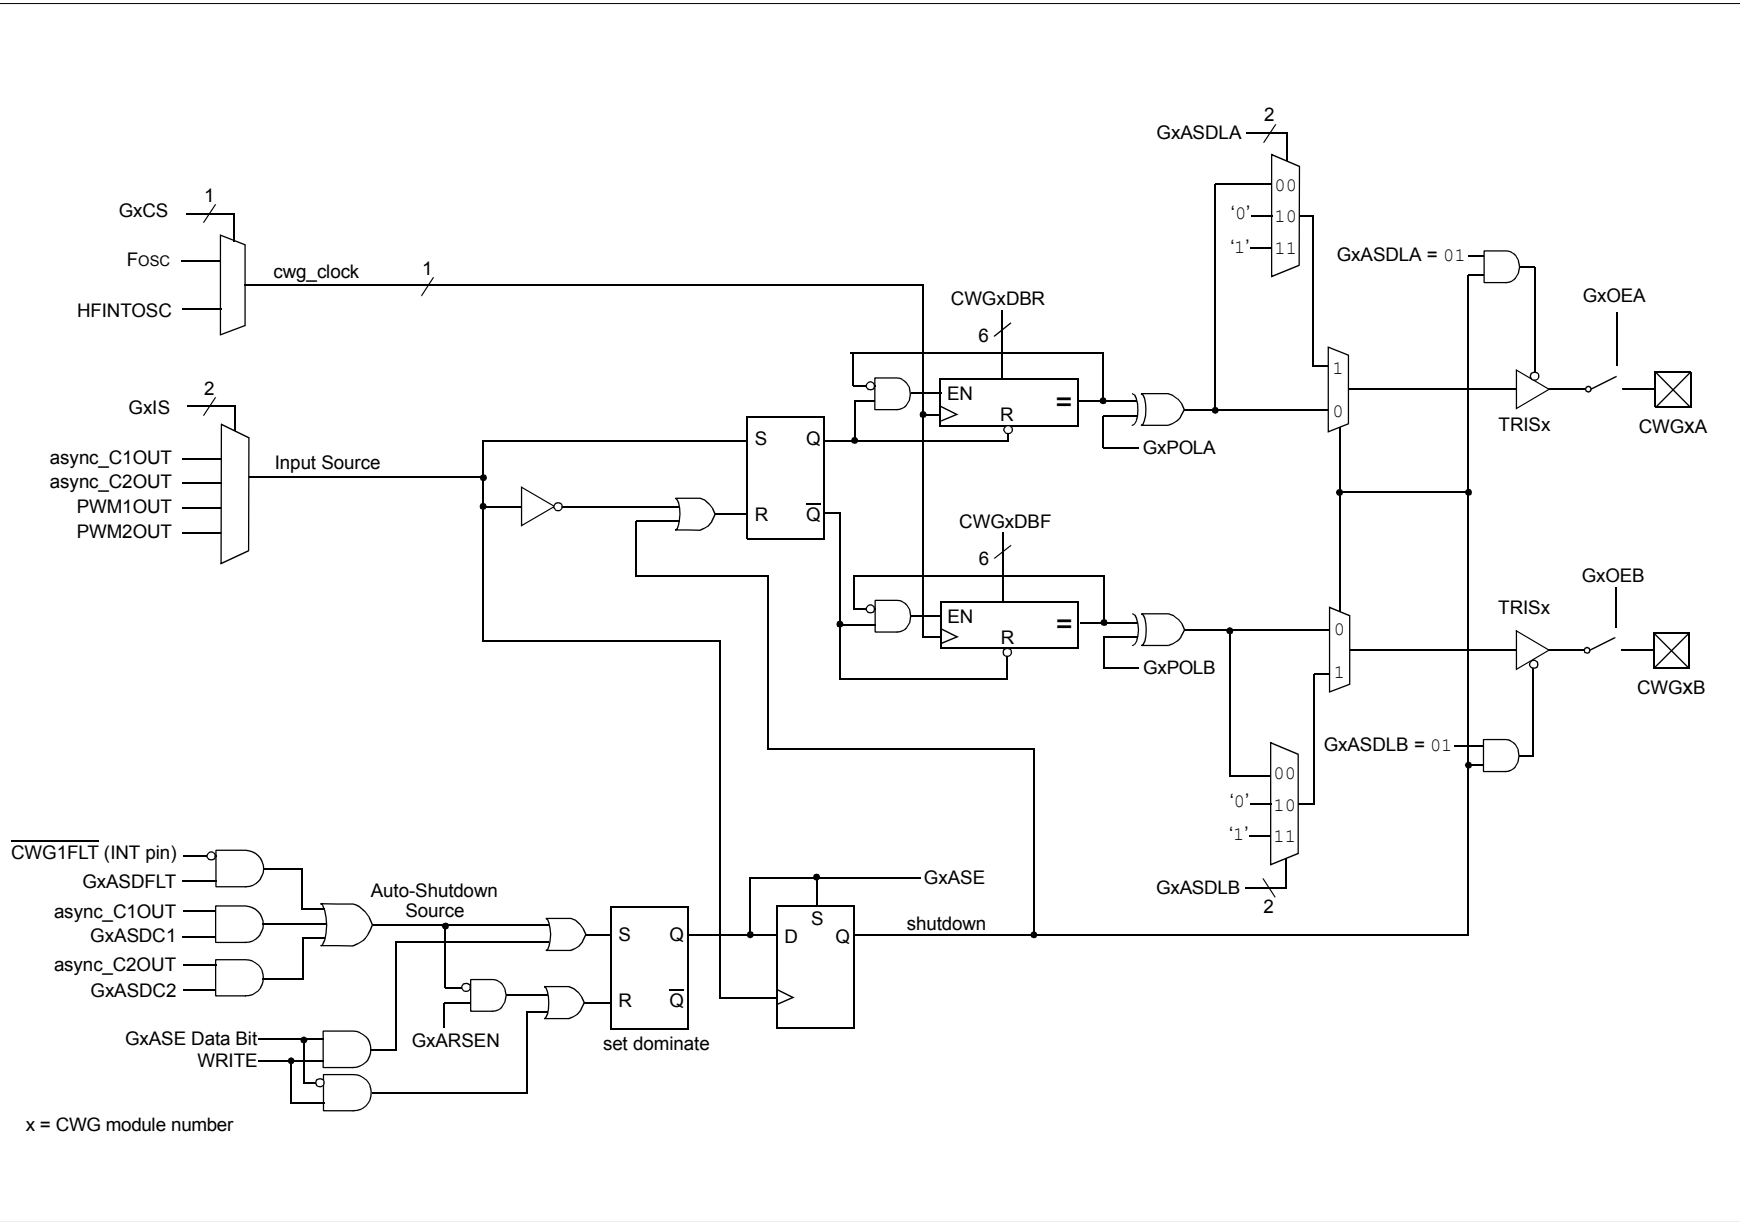 GxASDLA
2
00
'0'
10
'1'
11
GxCS
1
FOSC
HFINTOSC
cwg_clock
1
GxASDLA = 01
GxOEA
CWGxDBR
6
EN
=
R
1
0
TRISx
CWGxA
GxPOLA
GxIS
2
async_C1OUT
async_C2OUT
PWM1OUT
PWM2OUT
Input Source
S
Q
R
Q
CWGxDBF
6
EN
=
R
GxPOLB
0
1
TRISx
GxOEB
CWGxB
GxASDLB = 01
00
'0'
10
'1'
11
GxASDLB
2
CWG1FLT (INT pin)
GxASDFLT
async_C1OUT
GxASDC1
async_C2OUT
GxASDC2
Auto-Shutdown
Source
GxARSEN
S
Q
R
Q
set dominate
GxASE
S
D
Q
shutdown
GxASE Data Bit
WRITE
x = CWG module number